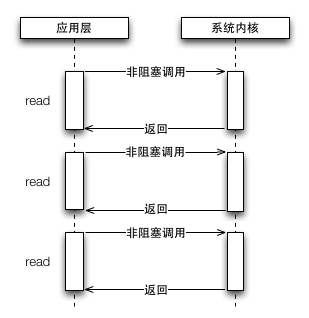 应用层 系统内核
非阻塞调用
read
返回
非阻塞调用
read
返回
非阻塞调用
read
返回